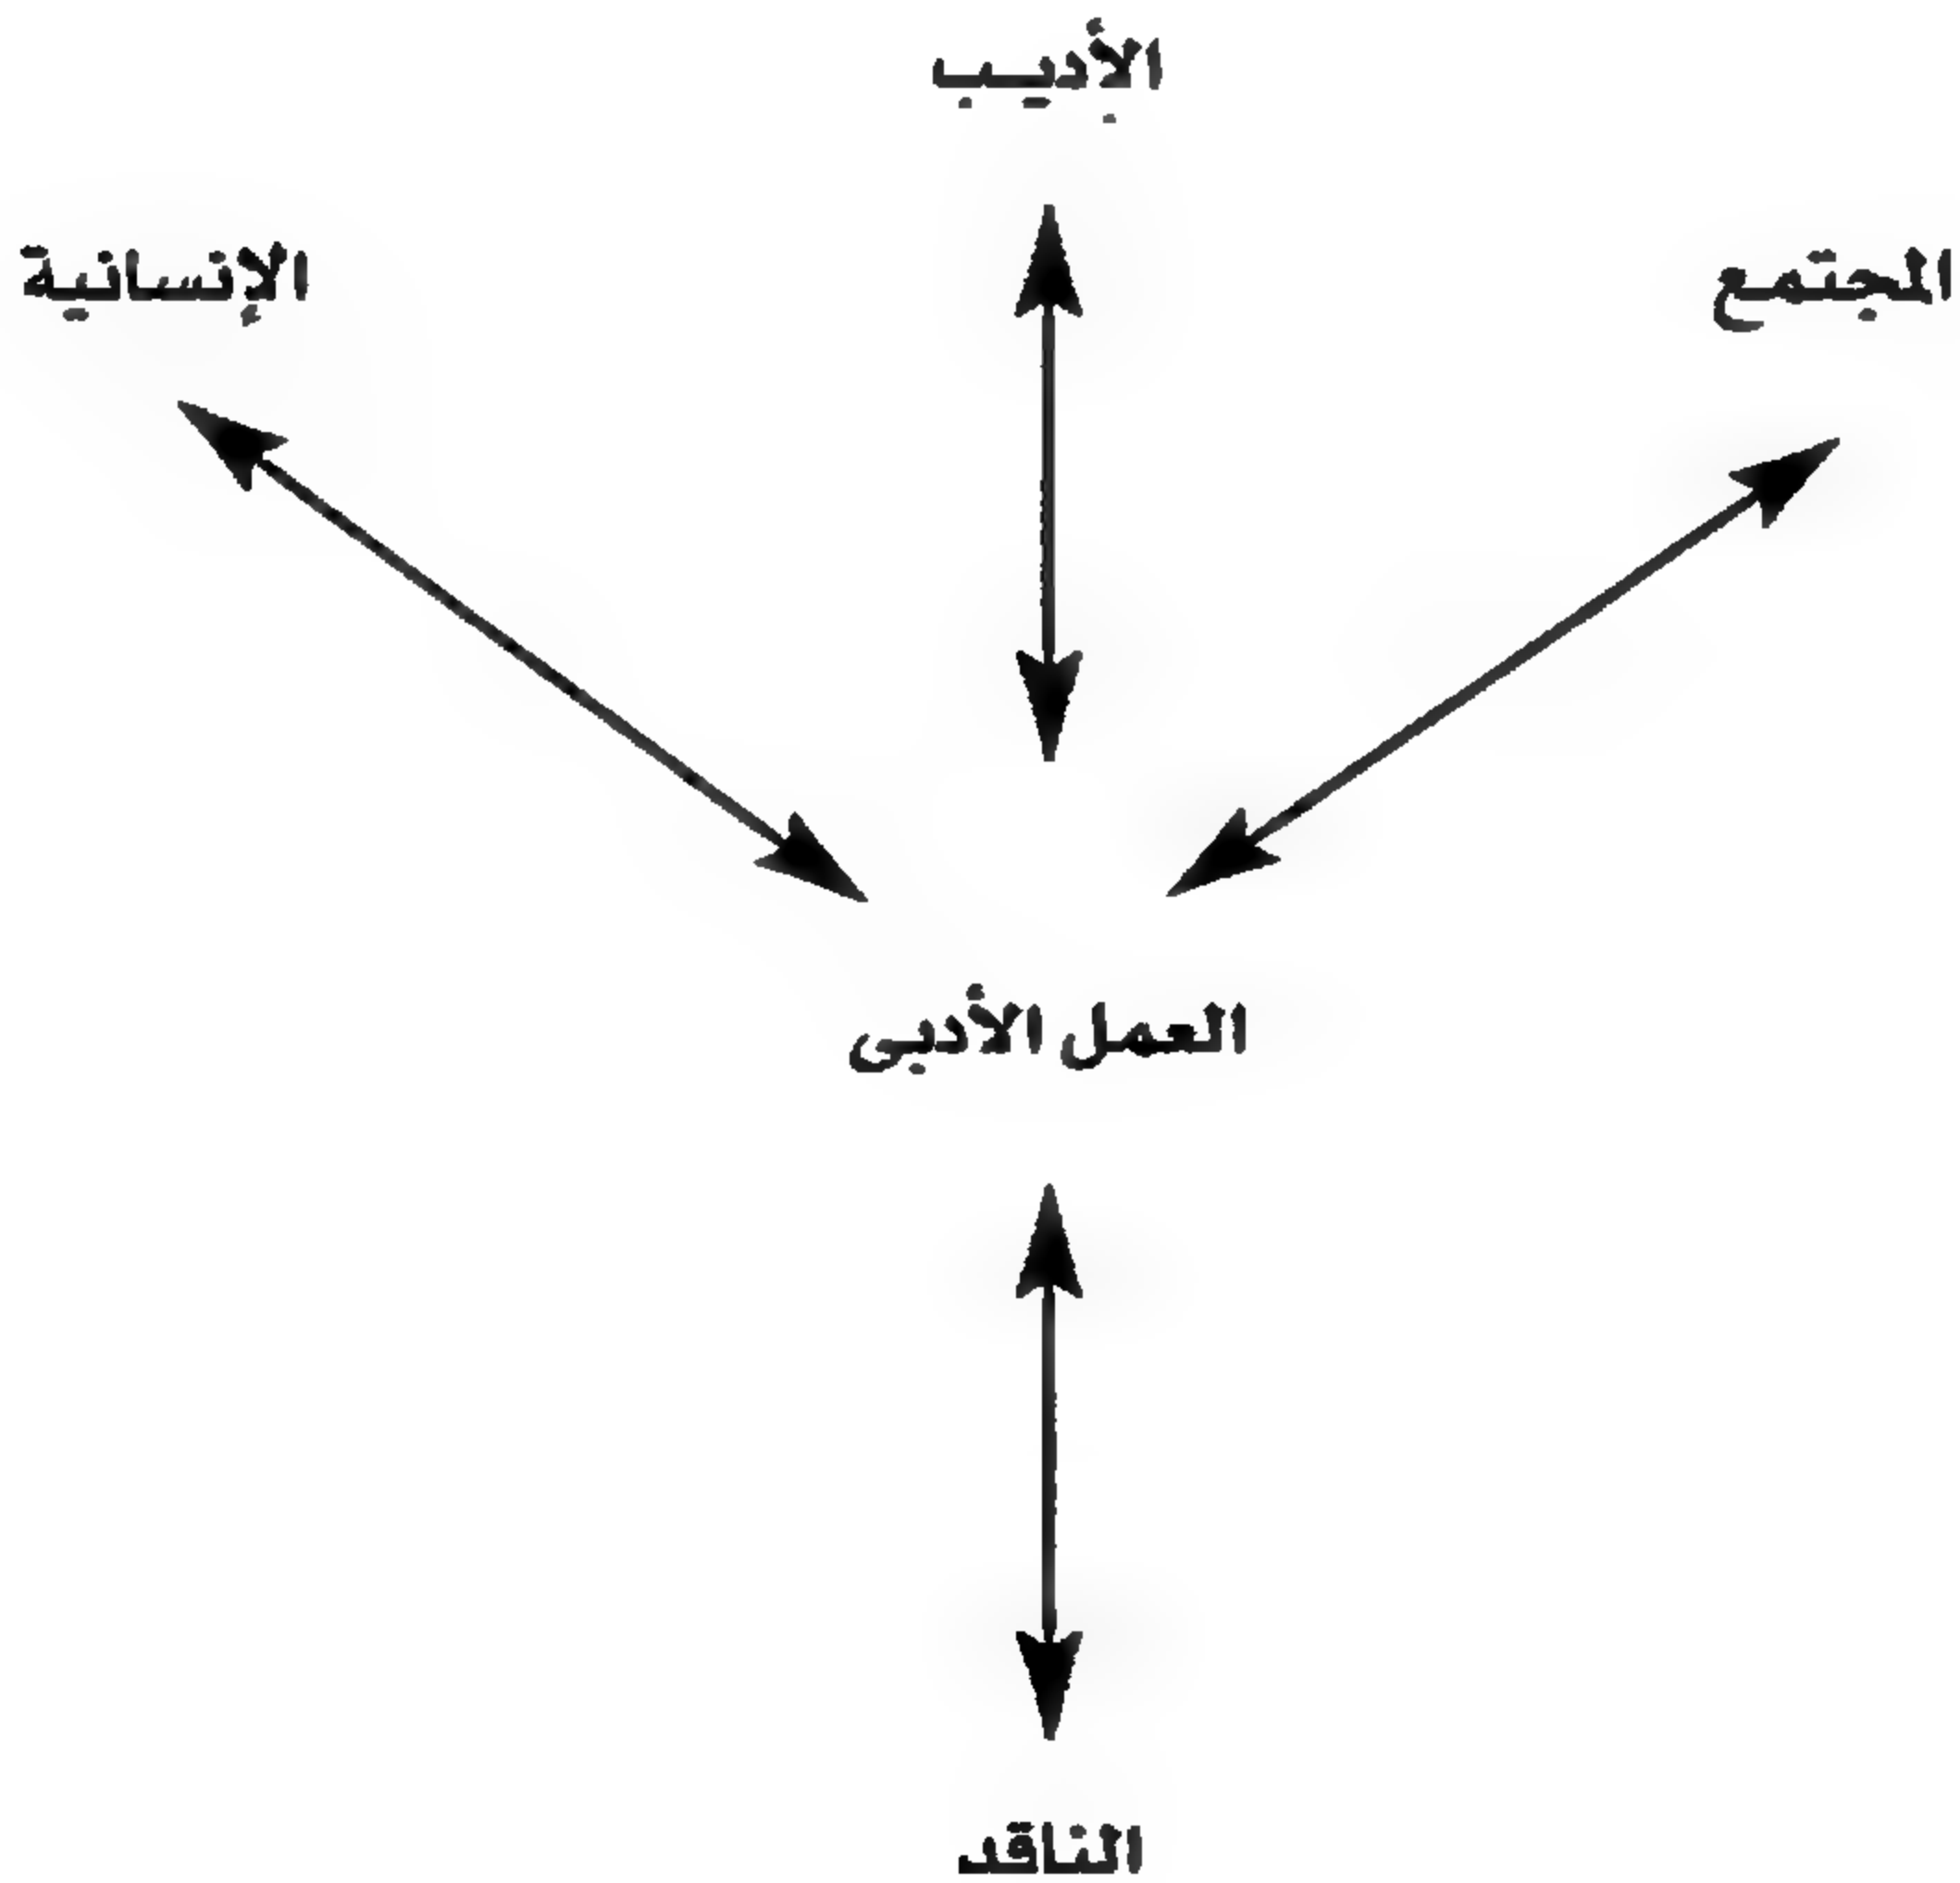 الأديب
المجتمع
الإنسانية
العمل الأدبى
الناقد